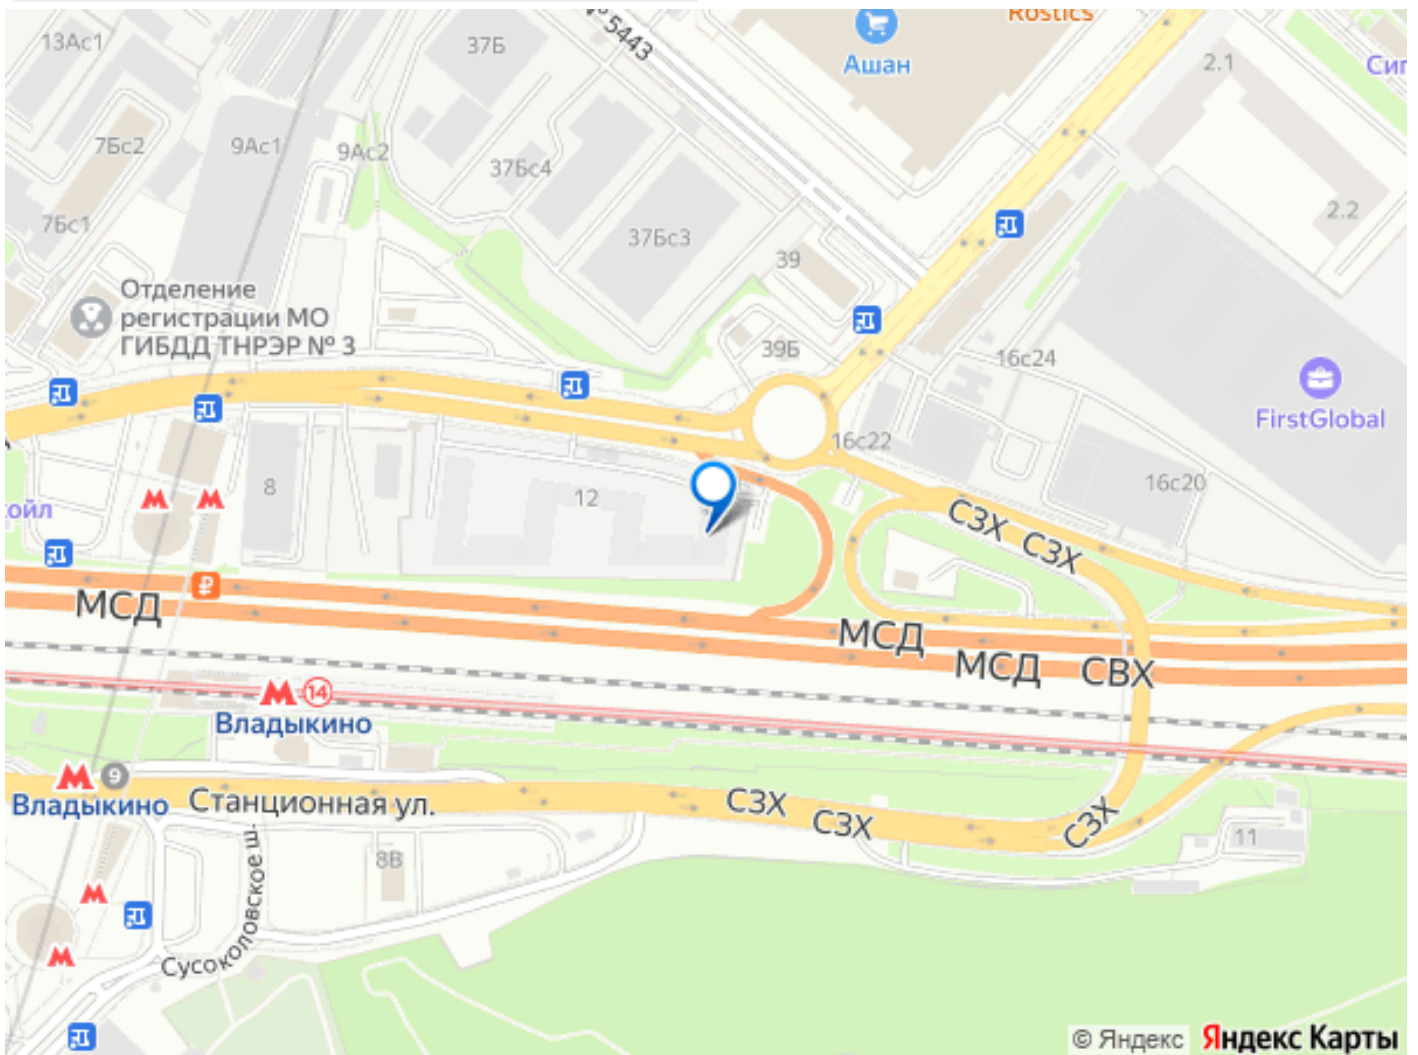 Rostics
№ 5443
13Ас1
37Б
Ашан
2.1
7Бс2
9Ас1
9Ас2
37Бс4
7Бс1
37Бс3
2.2
39
Отделение
регистрации МО
ГИБДД ТНРЭР № 3
39Б
16с24
FirstGlobal
16с22
8
12
16с20
ойл
СЗХ
СЗХ
МСД
МСД
МСД
СВХ
14
Владыкино
9
Владыкино
Станционная ул.
СЗХ
СЗХ
СЗХ
11
8В
Сусоколовское ш.
© Яндекс Яндекс Карты